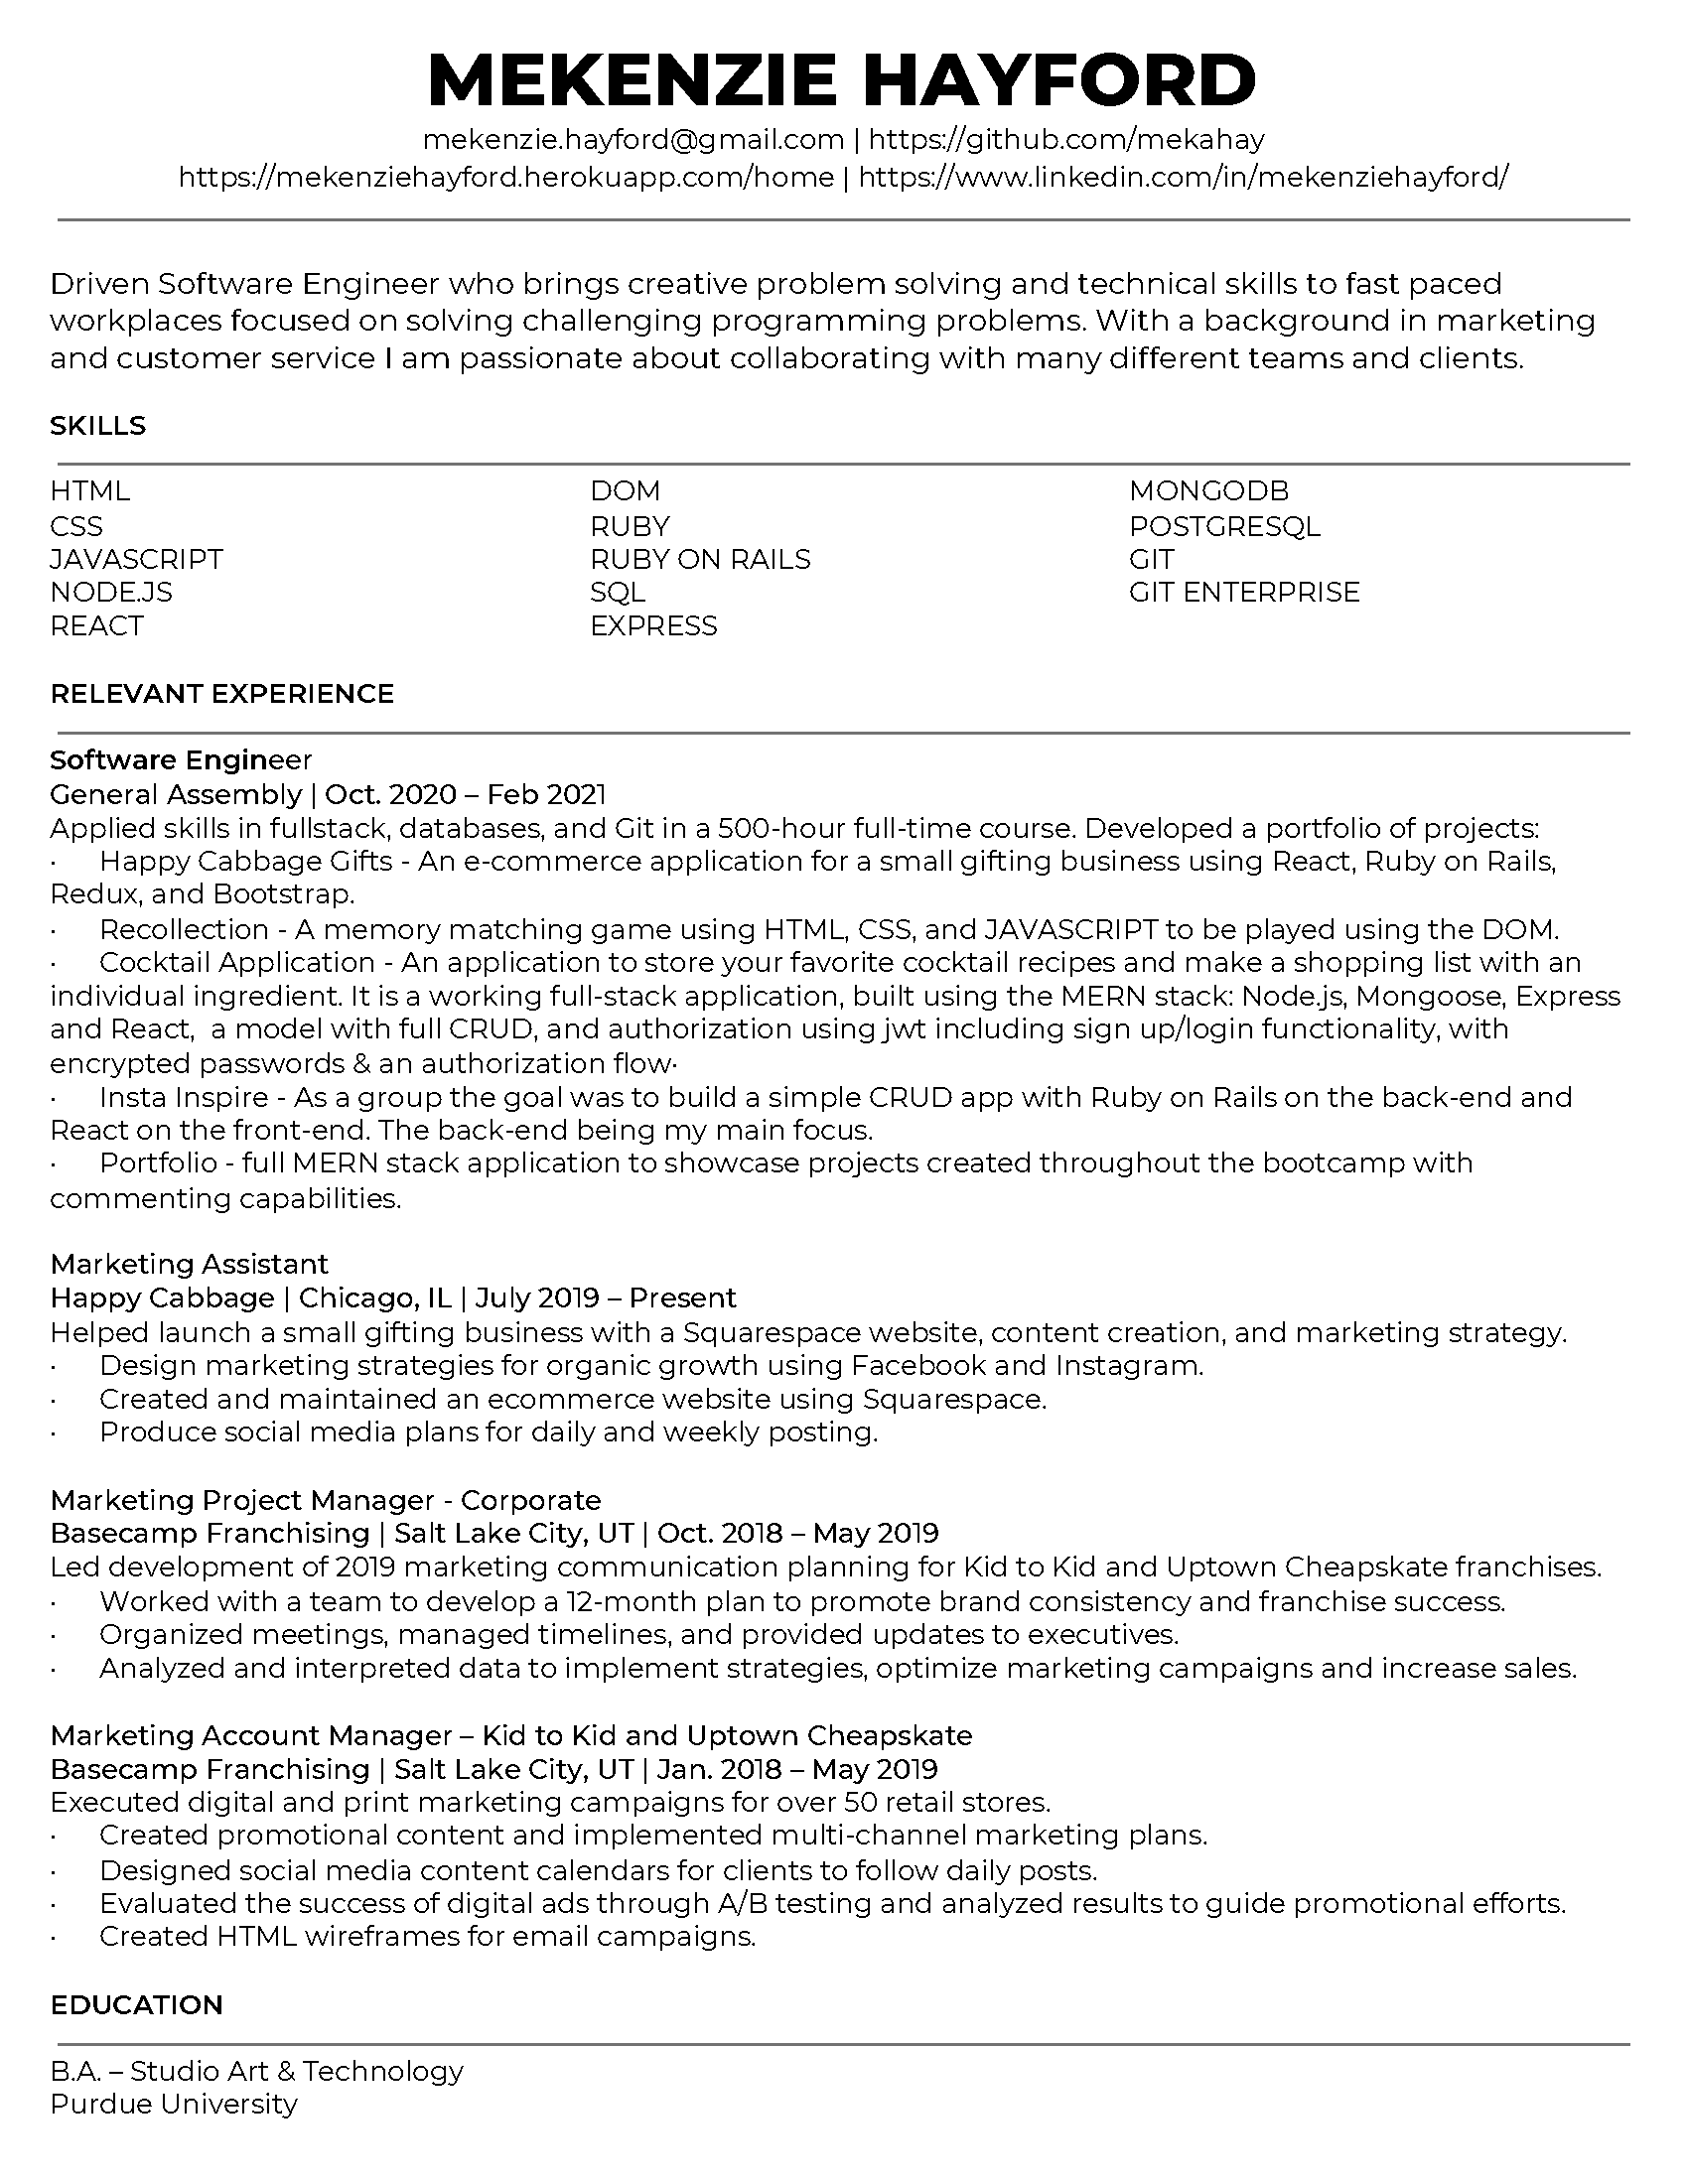 MEKENZIE HAYFORD
mekenzie.hayford@gmail.com | https://github.com/mekahay
https://mekenziehayford.herokuapp.com/home | https://www.linkedin.com/in/mekenziehayford/
Driven Software Engineer who brings creative problem solving and technical skills to fast paced
workplaces focused on solving challenging programming problems. With a background in marketing
and customer service I am passionate about collaborating with many different teams and clients.
SKILLS
HTML
CSS
JAVASCRIPT
NODE.JS
REACT
DOM
RUBY
RUBY ON RAILS
SQL
EXPRESS
MONGODB
POSTGRESQL
GIT
GIT ENTERPRISE
RELEVANT EXPERIENCE
Software Engineer
General Assembly | Oct. 2020 – Feb 2021
Applied skills in fullstack, databases, and Git in a 500-hour full-time course. Developed a portfolio of projects:
· Happy Cabbage Gifts - An e-commerce application for a small gifting business using React, Ruby on Rails,
Redux, and Bootstrap.
· Recollection - A memory matching game using HTML, CSS, and JAVASCRIPT to be played using the DOM.
· Cocktail Application - An application to store your favorite cocktail recipes and make a shopping list with an
individual ingredient. It is a working full-stack application, built using the MERN stack: Node.js, Mongoose, Express
and React,  a model with full CRUD, and authorization using jwt including sign up/login functionality, with
encrypted passwords & an authorization flow·
· Insta Inspire - As a group the goal was to build a simple CRUD app with Ruby on Rails on the back-end and
React on the front-end. The back-end being my main focus.
· Portfolio - full MERN stack application to showcase projects created throughout the bootcamp with
commenting capabilities.
Marketing Assistant
Happy Cabbage | Chicago, IL | July 2019 – Present
Helped launch a small gifting business with a Squarespace website, content creation, and marketing strategy.
· Design marketing strategies for organic growth using Facebook and Instagram.
· Created and maintained an ecommerce website using Squarespace.
· Produce social media plans for daily and weekly posting.
Marketing Project Manager - Corporate
Basecamp Franchising | Salt Lake City, UT | Oct. 2018 – May 2019
Led development of 2019 marketing communication planning for Kid to Kid and Uptown Cheapskate franchises.
· Worked with a team to develop a 12-month plan to promote brand consistency and franchise success.
· Organized meetings, managed timelines, and provided updates to executives.
· Analyzed and interpreted data to implement strategies, optimize marketing campaigns and increase sales.
Marketing Account Manager – Kid to Kid and Uptown Cheapskate
Basecamp Franchising | Salt Lake City, UT | Jan. 2018 – May 2019
Executed digital and print marketing campaigns for over 50 retail stores.
· Created promotional content and implemented multi-channel marketing plans.
· Designed social media content calendars for clients to follow daily posts.
· Evaluated the success of digital ads through A/B testing and analyzed results to guide promotional efforts.
· Created HTML wireframes for email campaigns.
EDUCATION
B.A. – Studio Art & Technology
Purdue University